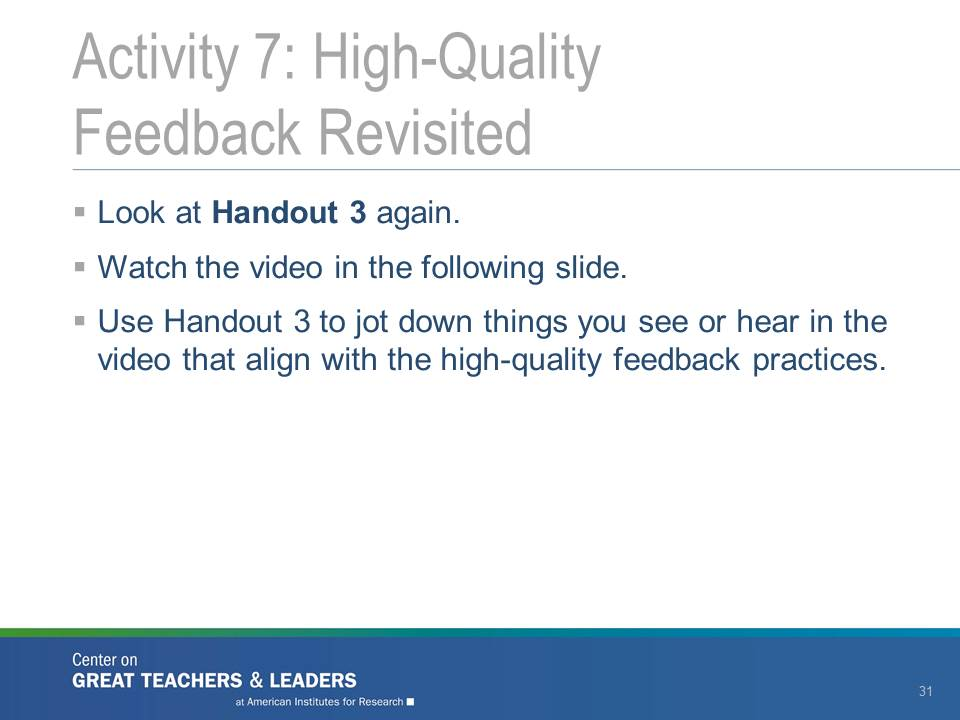 Activity 7: High-Quality
Feedback Revisited
▪ Look at Handout 3 again.
▪ Watch the video in the following slide.
▪ Use Handout 3 to jot down things you see or hear in the
video that align with the high-quality feedback practices.
Center on
GREAT TEACHERS & LEADERS
at American Institutes for Research ■
31